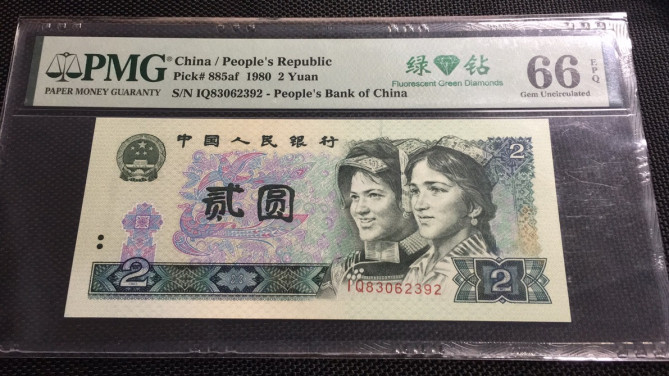 PMG
PAPER MONEY GUARANTY
China / People's Republic
Pick# 885af 1980 2 Yuan
S/N IQ83062392 - People's Bank of China
绿 钻
Fluorescent Green Diamonds
66 EPQ
Gem Uncirculated
中国人民银行
2
贰圆
2
IQ83062392
2